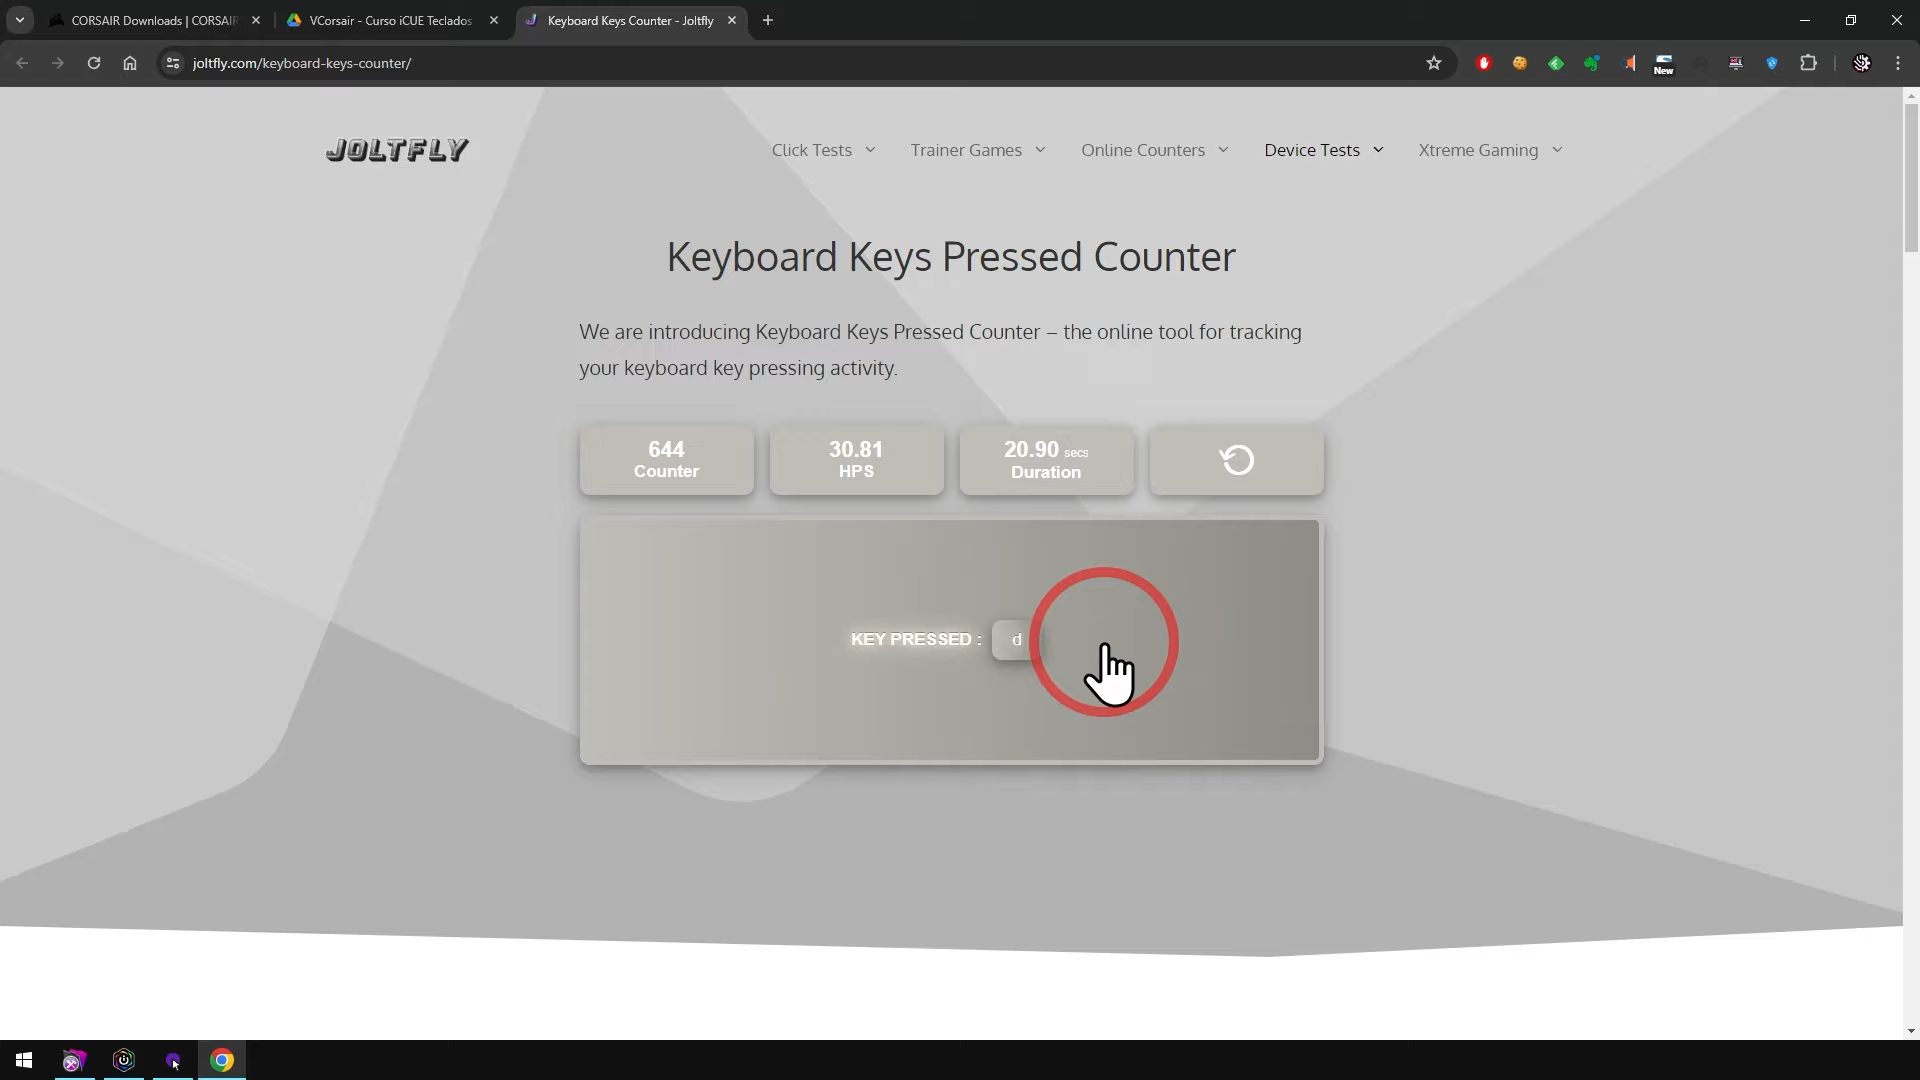 CORSAIR Downloads | CORSAIR
VCorsair - Curso iCUE Teclados
Keyboard Keys Counter - Joltfly
joltfly.com/keyboard-keys-counter/
New
JOLTFLY
Click Tests
Trainer Games
Online Counters
Device Tests
Xtreme Gaming
Keyboard Keys Pressed Counter
We are introducing Keyboard Keys Pressed Counter – the online tool for tracking
your keyboard key pressing activity.
644
Counter
30.81
HPS
20.90 secs
Duration
KEY PRESSED : d